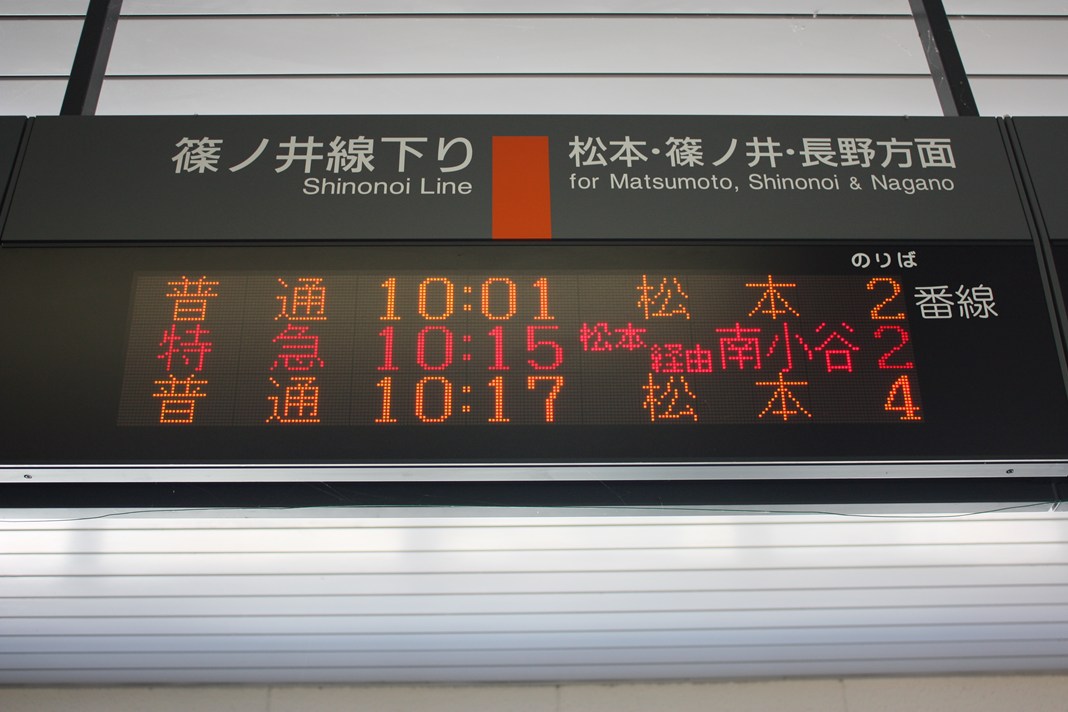 篠ノ井線下り
Shinonoi Line
松本・篠ノ井・長野方面
for Matsumoto, Shinonoi & Nagano
のりば
普通 10:01 松本 2 番線
特急 10:15 松本経由南小谷 2
普通 10:17 松本 4